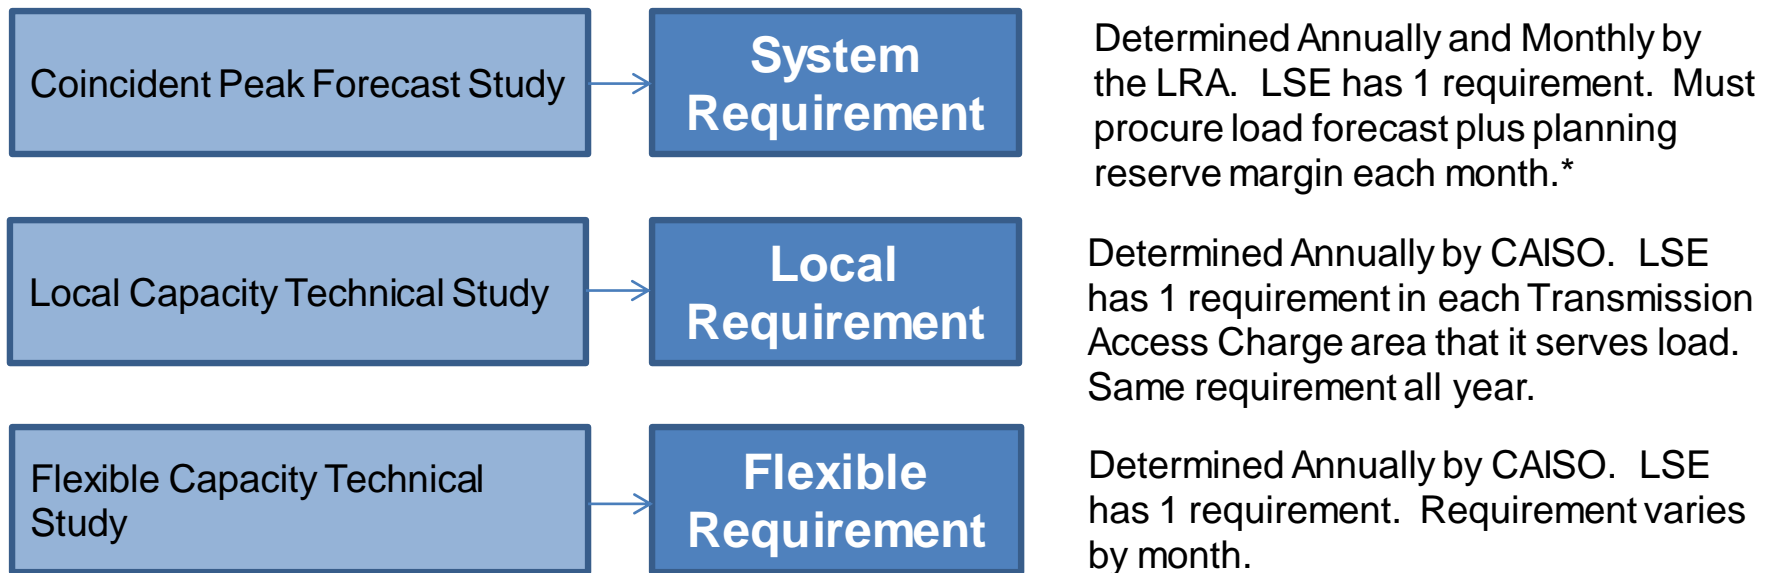 Coincident Peak Forecast Study
System
Requirement
Determined Annually and Monthly by
the LRA. LSE has 1 requirement. Must
procure load forecast plus planning
reserve margin each month.*
Local Capacity Technical Study
Local
Requirement
Determined Annually by CAISO. LSE
has 1 requirement in each Transmission
Access Charge area that it serves load.
Same requirement all year.
Flexible Capacity Technical
Study
Flexible
Requirement
Determined Annually by CAISO. LSE
has 1 requirement. Requirement varies
by month.